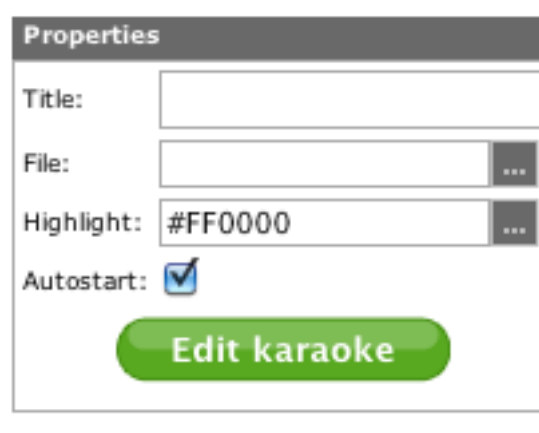 Properties
Title:
File:
...
Highlight: #FF0000 ...
Autostart:
Edit karaoke